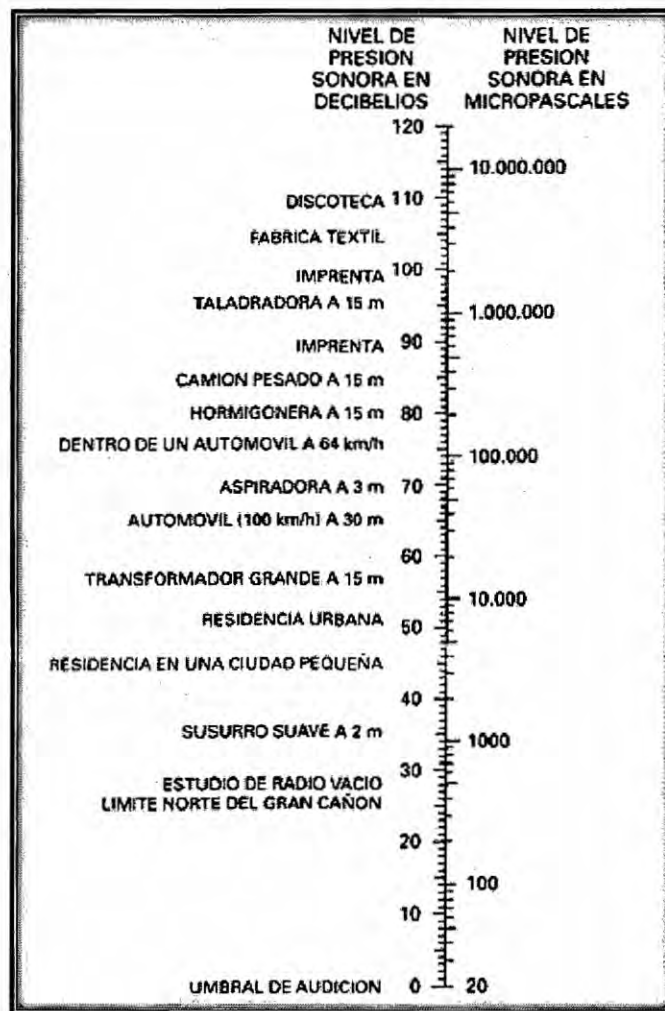 NIVEL DE
PRESION
SONORA EN
DECIBELIOS
NIVEL DE
PRESION
SONORA EN
MICROPASCALES
120
10.000.000
DISCOTECA 110
FABRICA TEXTIL
IMPRENTA 100
TALADRADORA A 15 m
1.000.000
IMPRENTA 90
CAMION PESADO A 15 m
HORMIGONERA A 15 m 80
DENTRO DE UN AUTOMOVIL A 64 km/h
100.000
ASPIRADORA A 3 m 70
AUTOMOVIL (100 km/h) A 30 m
60
TRANSFORMADOR GRANDE A 15 m
10.000
RESIDENCIA URBANA 50
RESIDENCIA EN UNA CIUDAD PEQUEÑA
40
SUSURRO SUAVE A 2 m 1000
30
ESTUDIO DE RADIO VACIO
LIMITE NORTE DEL GRAN CAÑON
20
100
10
UMBRAL DE AUDICION 0 20